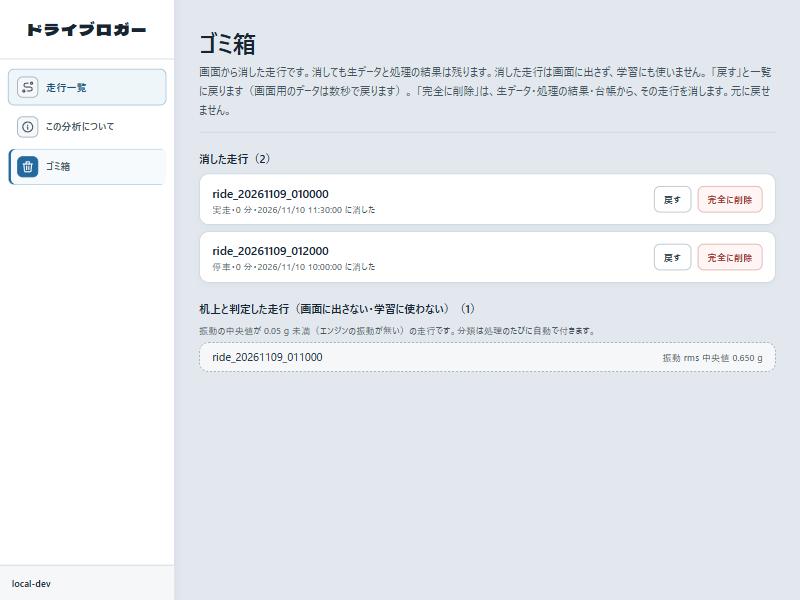 ドライブロガー
走行一覧
この分析について
ゴミ箱
local-dev
ゴミ箱
画面から消した走行です。消しても生データと処理の結果は残ります。消した走行は画面に出さず、学習にも使いません。「戻す」と一覧
に戻ります（画面用のデータは数秒で戻ります）。「完全に削除」は、生データ・処理の結果・台帳から、その走行を消します。元に戻せ
ません。
消した走行（2）
ride_20261109_010000
実走・0 分・2026/11/10 11:30:00 に消した
戻す
完全に削除
ride_20261109_012000
停車・0 分・2026/11/10 10:00:00 に消した
戻す
完全に削除
机上と判定した走行（画面に出さない・学習に使わない）（1）
振動の中央値が 0.05 g 未満（エンジンの振動が無い）の走行です。分類は処理のたびに自動で付きます。
ride_20261109_011000
振動 rms 中央値 0.650 g